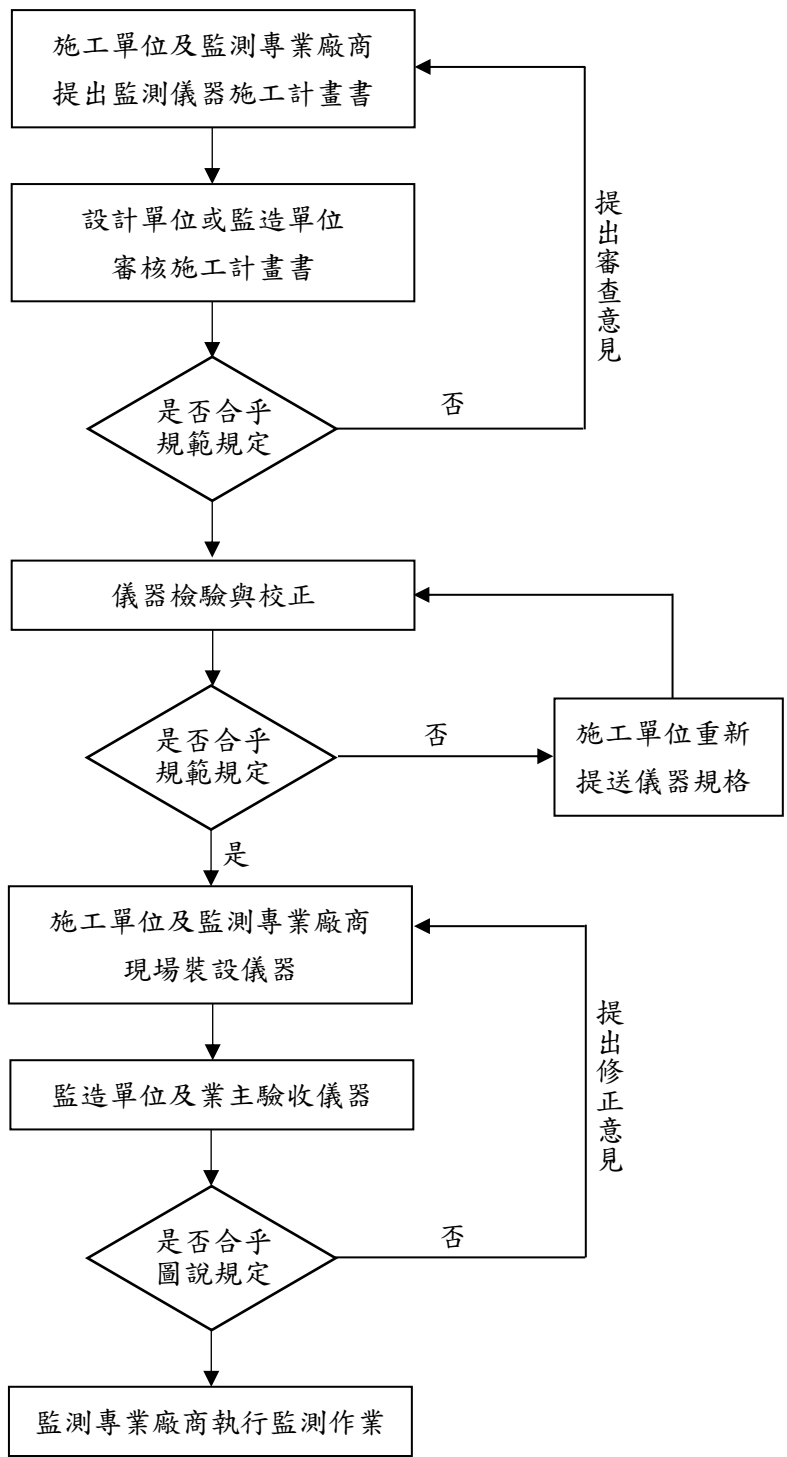 施工單位及監測專業廠商
提出監測儀器施工計畫書
設計單位或監造單位
審核施工計畫書
提出審查意見
是否合乎
規範規定
否
儀器檢驗與校正
是否合乎
規範規定
否
施工單位重新
提送儀器規格
是
施工單位及監測專業廠商
現場裝設儀器
監造單位及業主驗收儀器
提出修正意見
是否合乎
圖說規定
否
監測專業廠商執行監測作業